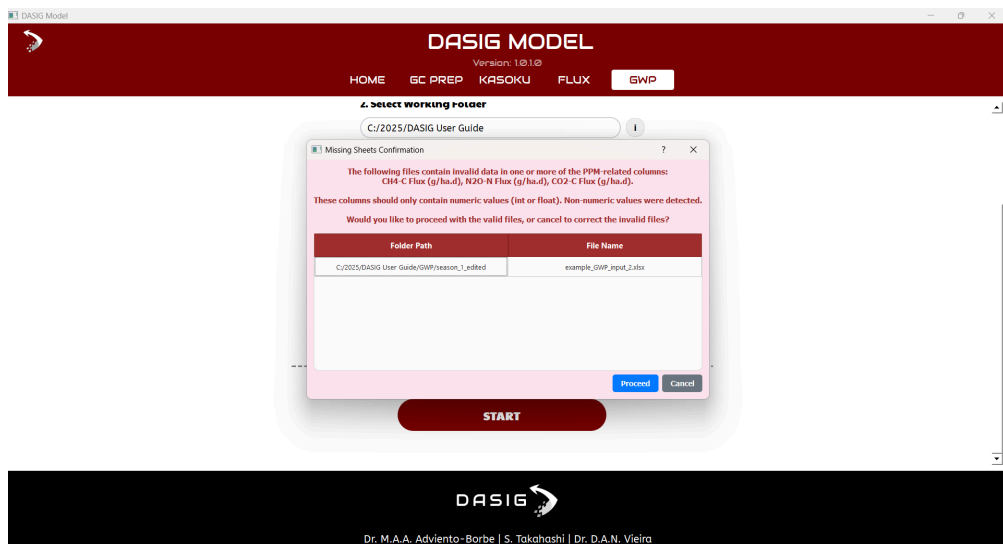 DASIG Model
DASIG MODEL
Version: 1.0.1.0
HOME GC PREP KASOKU FLUX GWP
2. Select Working Folder
C:/2025/DASIG User Guide i
Missing Sheets Confirmation ?
The following files contain invalid data in one or more of the PPM-related columns:
CH4-C Flux (g/ha.d), N2O-N Flux (g/ha.d), CO2-C Flux (g/ha.d).
These columns should only contain numeric values (int or float). Non-numeric values were detected.
Would you like to proceed with the valid files, or cancel to correct the invalid files?
Folder Path File Name
C:/2025/DASIG User Guide/GWP/season_1_edited example_GWP_input_2.xlsx
Proceed Cancel
START
DASIG
Dr. M.A.A. Adviento-Borbe | S. Takahashi | Dr. D.A.N. Vieira